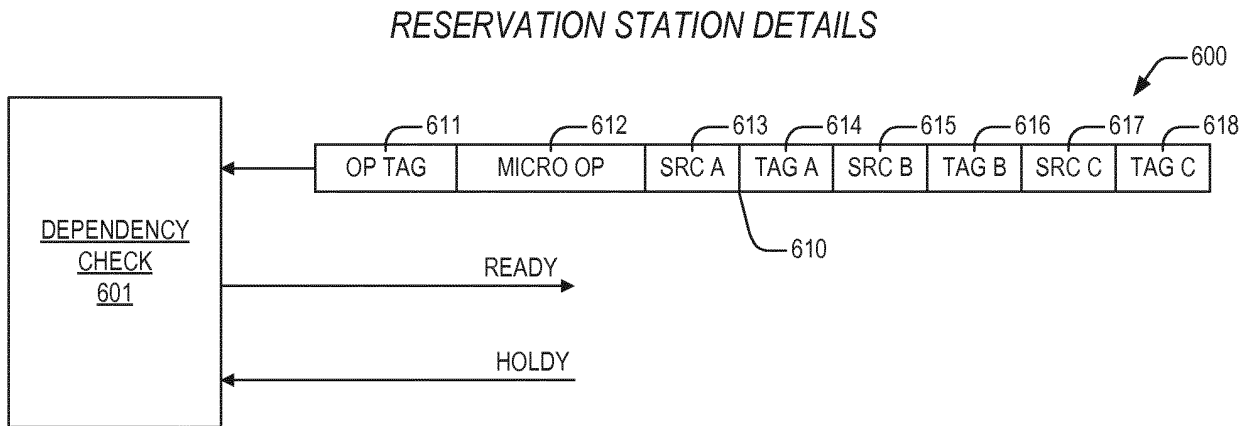 RESERVATION STATION DETAILS
600
611 612 613 614 615 616 617 618
OP TAG MICRO OP SRC A TAG A SRC B TAG B SRC C TAG C
610
DEPENDENCY
CHECK
601
READY
HOLDY